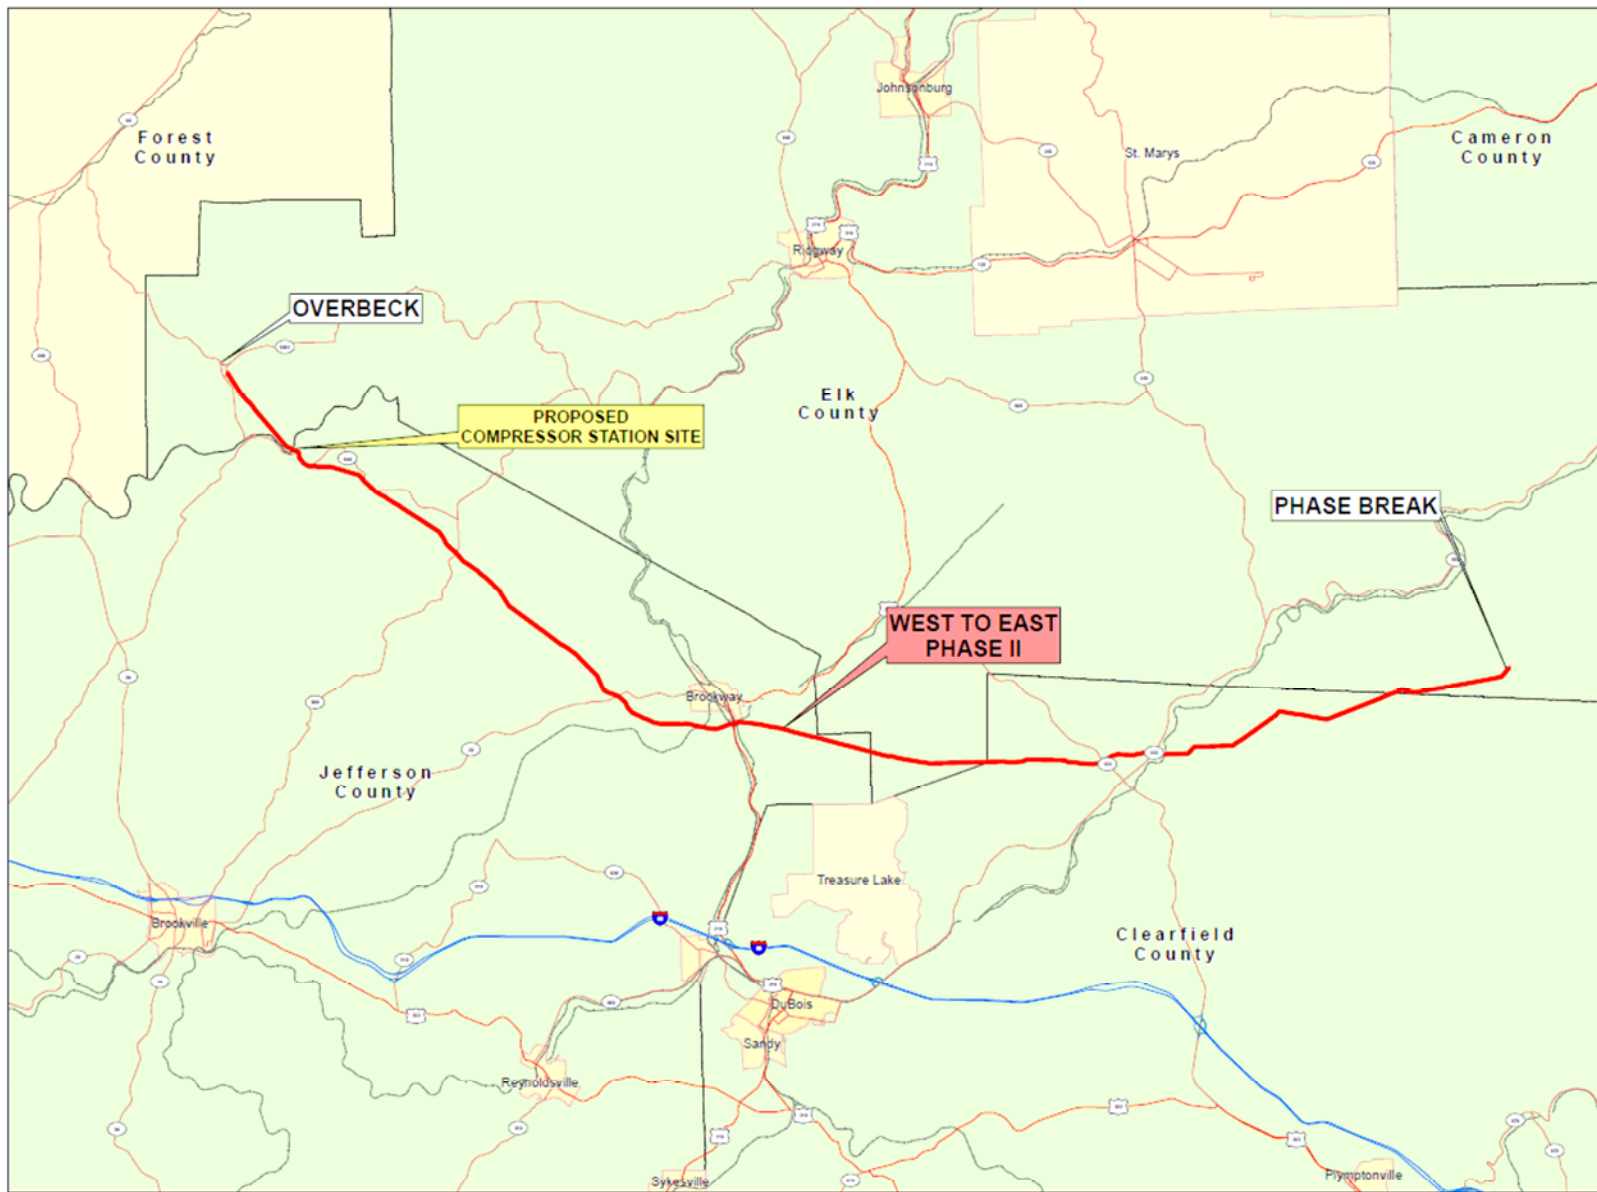 Johnsonburg
Forest
County
St. Marys
Cameron
County
Ridgway
OVERBECK
Elk
County
PROPOSED
COMPRESSOR STATION SITE
PHASE BREAK
WEST TO EAST
PHASE II
Brookway
Jefferson
County
Treasure Lake
Brookville
Clearfield
County
DuBois
Sandy
Reynoldsville
Plymptonville
Sykesville